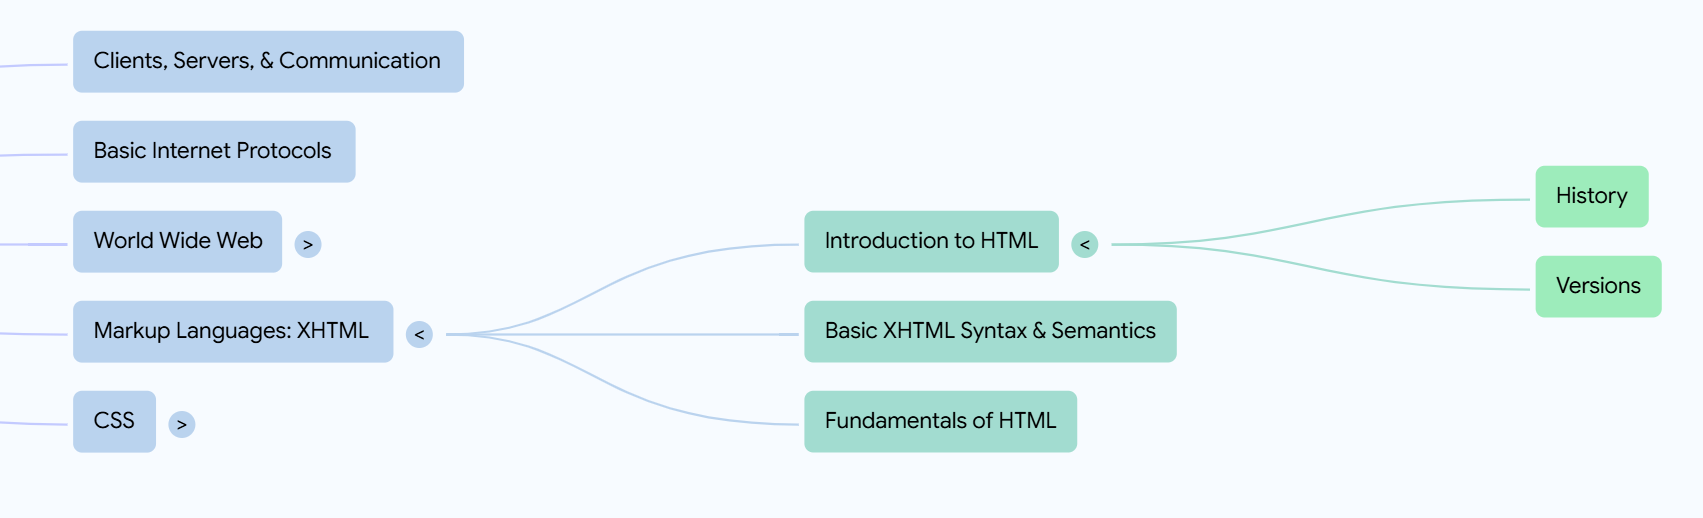 Clients, Servers, & Communication
Basic Internet Protocols
World Wide Web >
Markup Languages: XHTML <
CSS >
Introduction to HTML <
Basic XHTML Syntax & Semantics
Fundamentals of HTML
History
Versions